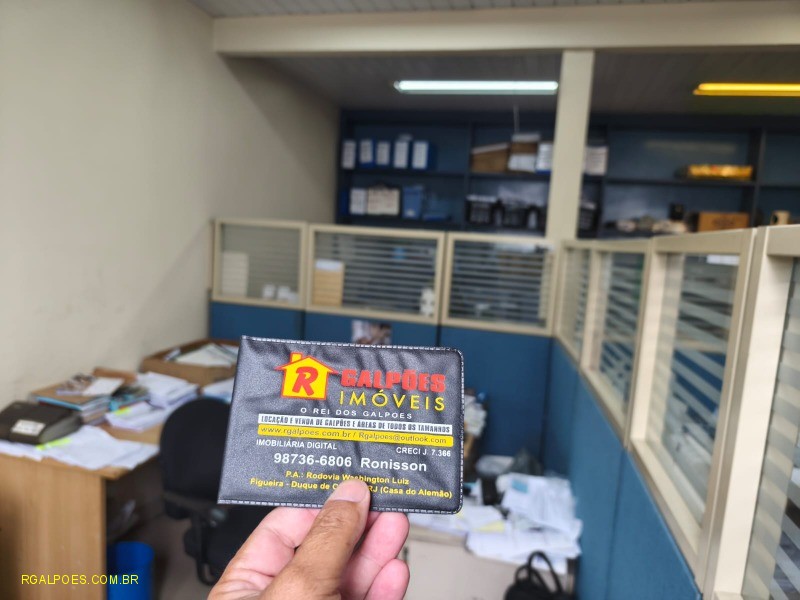 R GALPÕES
IMÓVEIS
O REI DOS GALPOES
LOCAÇÃO E VENDA DE GALPÕES E ÁREAS DE TODOS OS TAMANHOS
www.rgalpoes.com.br / Rgalpoes@outlook.com
IMOBILIÁRIA DIGITAL CRECI J. 7.366
98736-6806 Ronisson
P.A.: Rodovia Washington Luiz
Figueira - Duque de RJ (Casa do Alemão)
RGALPOES.COM.BR